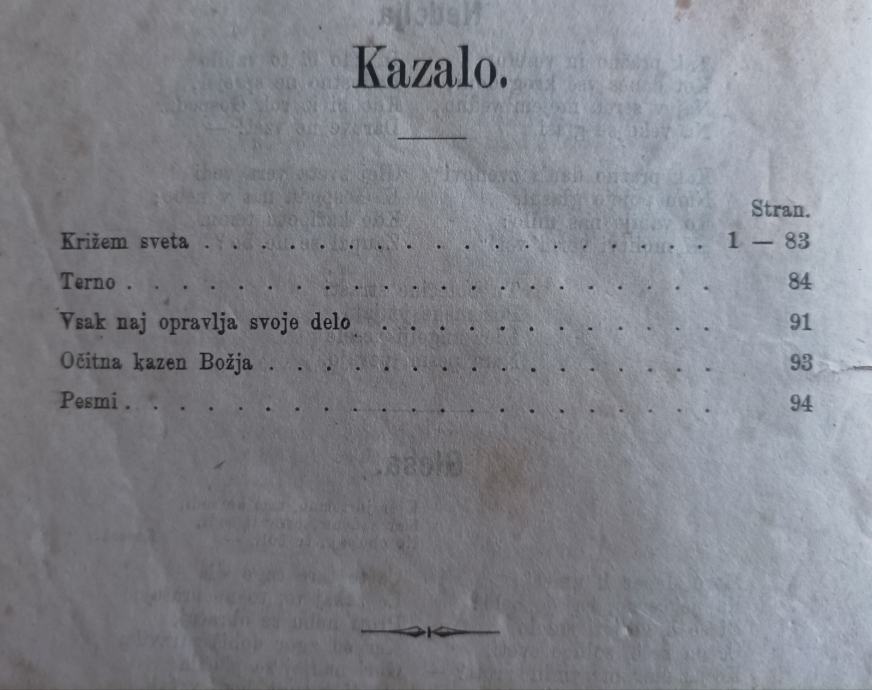 Kazalo.
Stran.
Križem sveta . . . . . . . . . . . . . . . . . . . 1 — 83
Terno . . . . . . . . . . . . . . . . . . . . . . 84
Vsak naj opravlja svoje delo . . . . . . . . . . . . . 91
Očitna kazen Božja . . . . . . . . . . . . . . . . 93
Pesmi . . . . . . . . . . . . . . . . . . . . . . 94